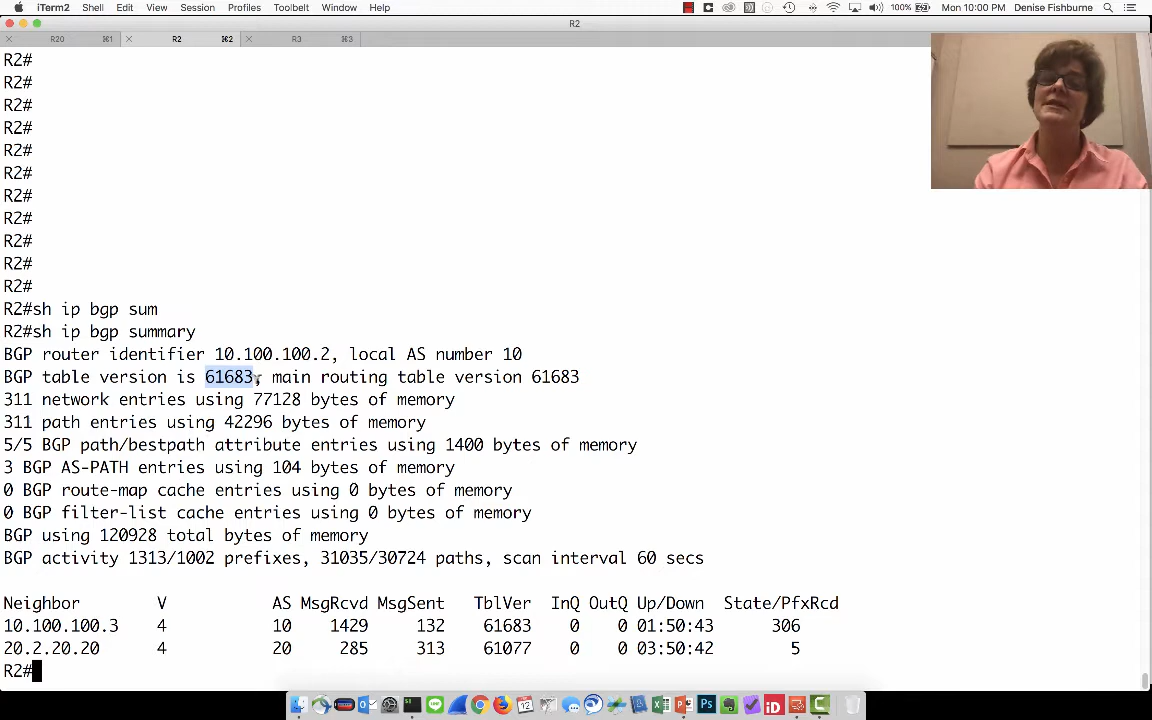 iTerm2 Shell Edit View Session Profiles Toolbelt Window Help 100% Mon 10:00 PM Denise Fishburne
R2
R20 ⌘1 R2 ⌘2 R3 ⌘3
R2#
R2#
R2#
R2#
R2#
R2#
R2#
R2#
R2#
R2#
R2#
R2#sh ip bgp sum
R2#sh ip bgp summary
BGP router identifier 10.100.100.2, local AS number 10
BGP table version is 61683, main routing table version 61683
311 network entries using 77128 bytes of memory
311 path entries using 42296 bytes of memory
5/5 BGP path/bestpath attribute entries using 1400 bytes of memory
3 BGP AS-PATH entries using 104 bytes of memory
0 BGP route-map cache entries using 0 bytes of memory
0 BGP filter-list cache entries using 0 bytes of memory
BGP using 120928 total bytes of memory
BGP activity 1313/1002 prefixes, 31035/30724 paths, scan interval 60 secs
Neighbor V AS MsgRcvd MsgSent TblVer InQ OutQ Up/Down State/PfxRcd
10.100.100.3 4 10 1429 132 61683 0 0 01:50:43 306
20.2.20.20 4 20 285 313 61077 0 0 03:50:42 5
R2#